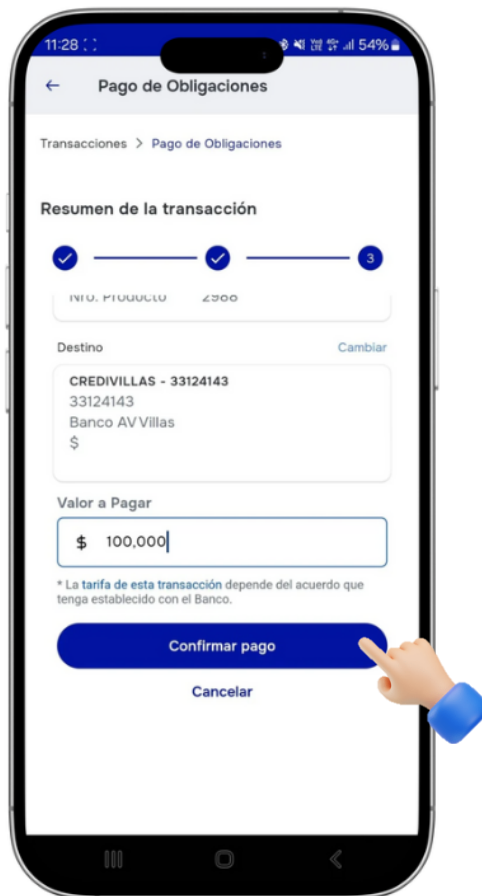 11:28 54%
Pago de Obligaciones
Transacciones > Pago de Obligaciones
Resumen de la transacción
3
Nro. Producto 2988
Destino Cambiar
CREDIVILLAS - 33124143
33124143
Banco AV Villas
$
Valor a Pagar
$ 100,000
* La tarifa de esta transacción depende del acuerdo que
tenga establecido con el Banco.
Confirmar pago
Cancelar